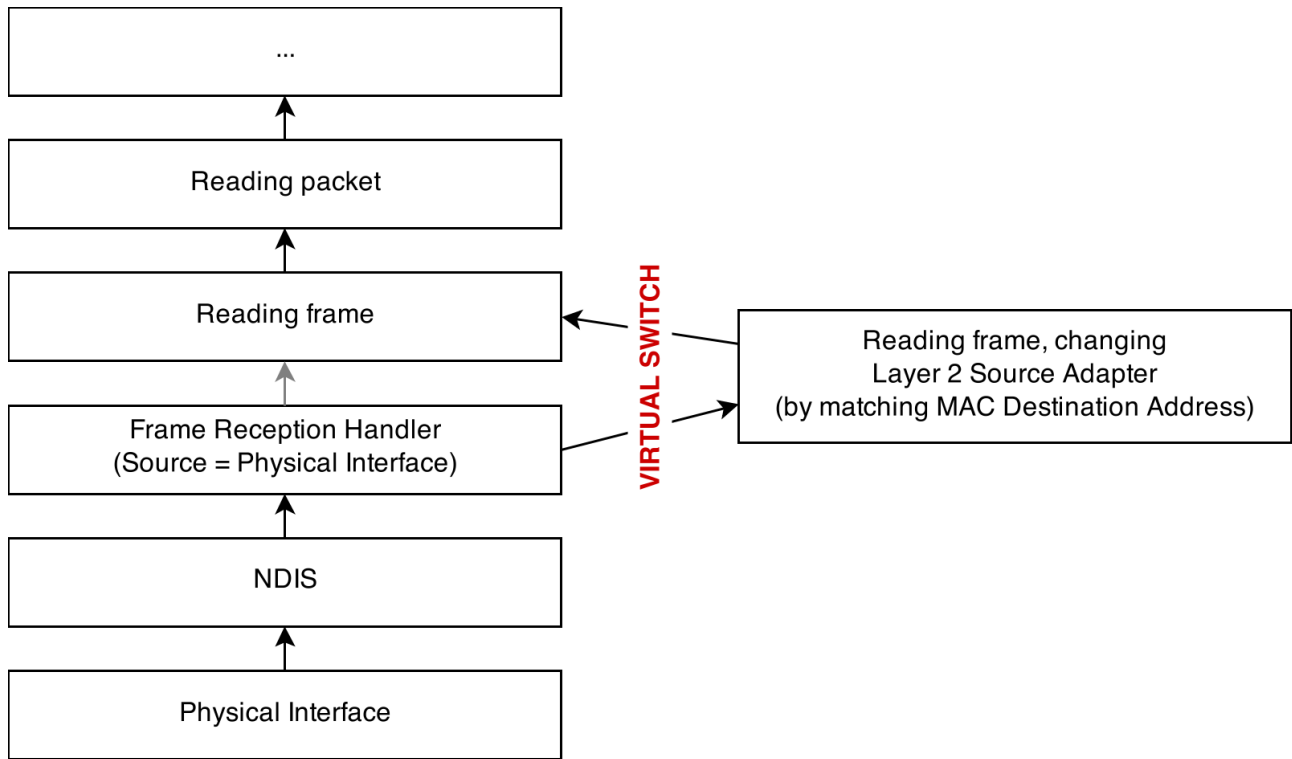 ...
Reading packet
Reading frame
VIRTUAL SWITCH
Reading frame, changing
Layer 2 Source Adapter
(by matching MAC Destination Address)
Frame Reception Handler
(Source = Physical Interface)
NDIS
Physical Interface